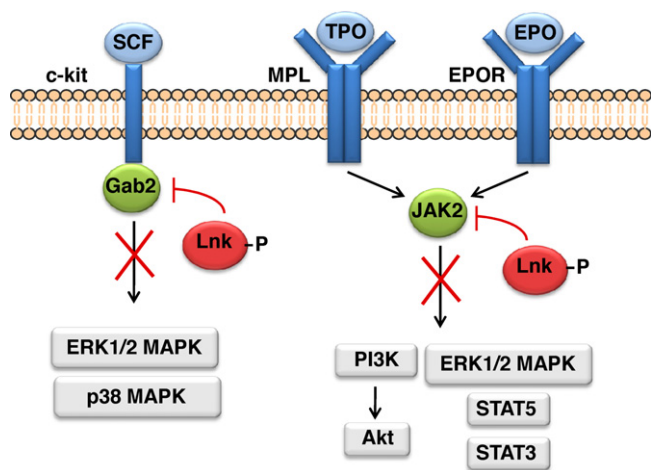 SCF
TPO
EPO
c-kit
MPL
EPOR
Gab2
JAK2
Lnk
-P
Lnk
-P
ERK1/2 MAPK
p38 MAPK
PI3K
ERK1/2 MAPK
Akt
STAT5
STAT3